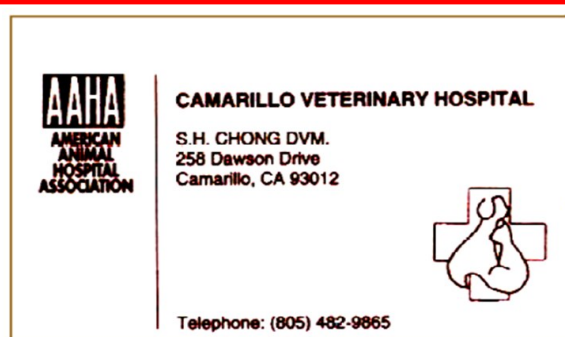 AAHA
AMERICAN
ANIMAL
HOSPITAL
ASSOCIATION
CAMARILLO VETERINARY HOSPITAL
S.H. CHONG DVM.
258 Dawson Drive
Camarillo, CA 93012
Telephone: (805) 482-9865